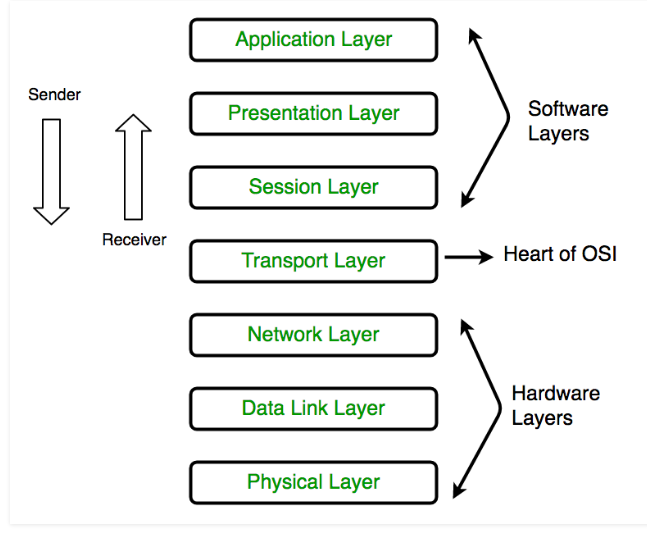 Application Layer
Sender
Presentation Layer
Software
Layers
Session Layer
Receiver
Transport Layer
Heart of OSI
Network Layer
Hardware
Layers
Data Link Layer
Physical Layer